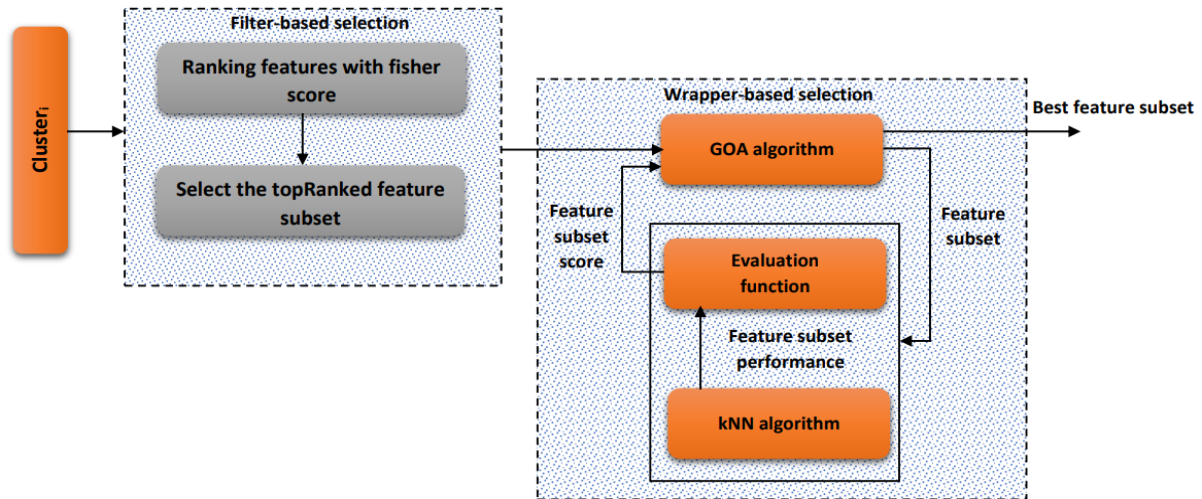 Clusterᵢ
Filter-based selection
Ranking features with fisher
score
Select the topRanked feature
subset
Wrapper-based selection
GOA algorithm
Best feature subset
Feature
subset
score
Feature
subset
Evaluation
function
Feature subset
performance
kNN algorithm